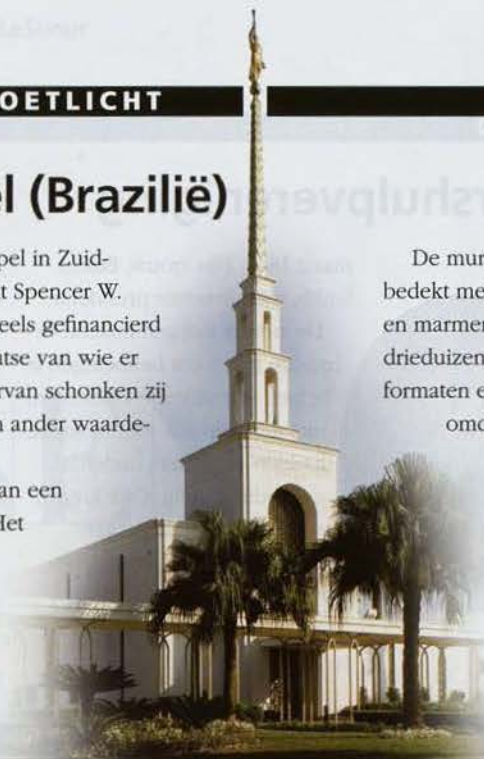 OETLICHT
el (Brazilië)
pel in Zuid-
t Spencer W.
eels gefinancierd
atse van wie er
rvan schonken zij
n ander waarde-
an een
Het
De mur
bedekt me
en marmer
drieduizen
formaten e
omd